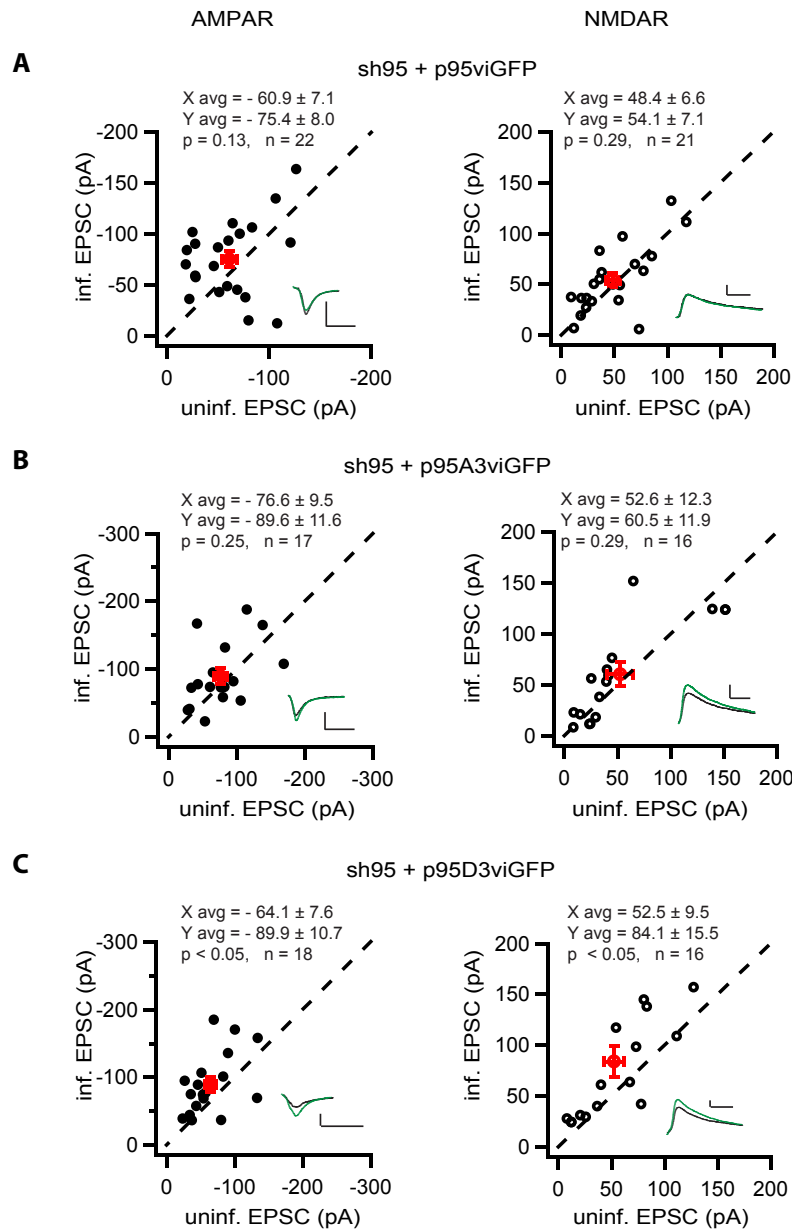 AMPAR NMDAR
A
sh95 + p95viGFP
X avg = - 60.9 ± 7.1
Y avg = - 75.4 ± 8.0
p = 0.13, n = 22
-200
-150
-100
-50
0
inf. EPSC (pA)
0 -100 -200
uninf. EPSC (pA)
X avg = 48.4 ± 6.6
Y avg = 54.1 ± 7.1
p = 0.29, n = 21
200
150
100
50
0
inf. EPSC (pA)
0 50 100 150 200
uninf. EPSC (pA)
B
sh95 + p95A3viGFP
X avg = - 76.6 ± 9.5
Y avg = - 89.6 ± 11.6
p = 0.25, n = 17
-300
-200
-100
0
inf. EPSC (pA)
0 -100 -200 -300
uninf. EPSC (pA)
X avg = 52.6 ± 12.3
Y avg = 60.5 ± 11.9
p = 0.29, n = 16
200
150
100
50
0
inf. EPSC (pA)
0 50 100 150 200
uninf. EPSC (pA)
C
sh95 + p95D3viGFP
X avg = - 64.1 ± 7.6
Y avg = - 89.9 ± 10.7
p < 0.05, n = 18
-300
-200
-100
0
inf. EPSC (pA)
0 -100 -200 -300
uninf. EPSC (pA)
X avg = 52.5 ± 9.5
Y avg = 84.1 ± 15.5
p < 0.05, n = 16
200
150
100
50
0
inf. EPSC (pA)
0 50 100 150 200
uninf. EPSC (pA)